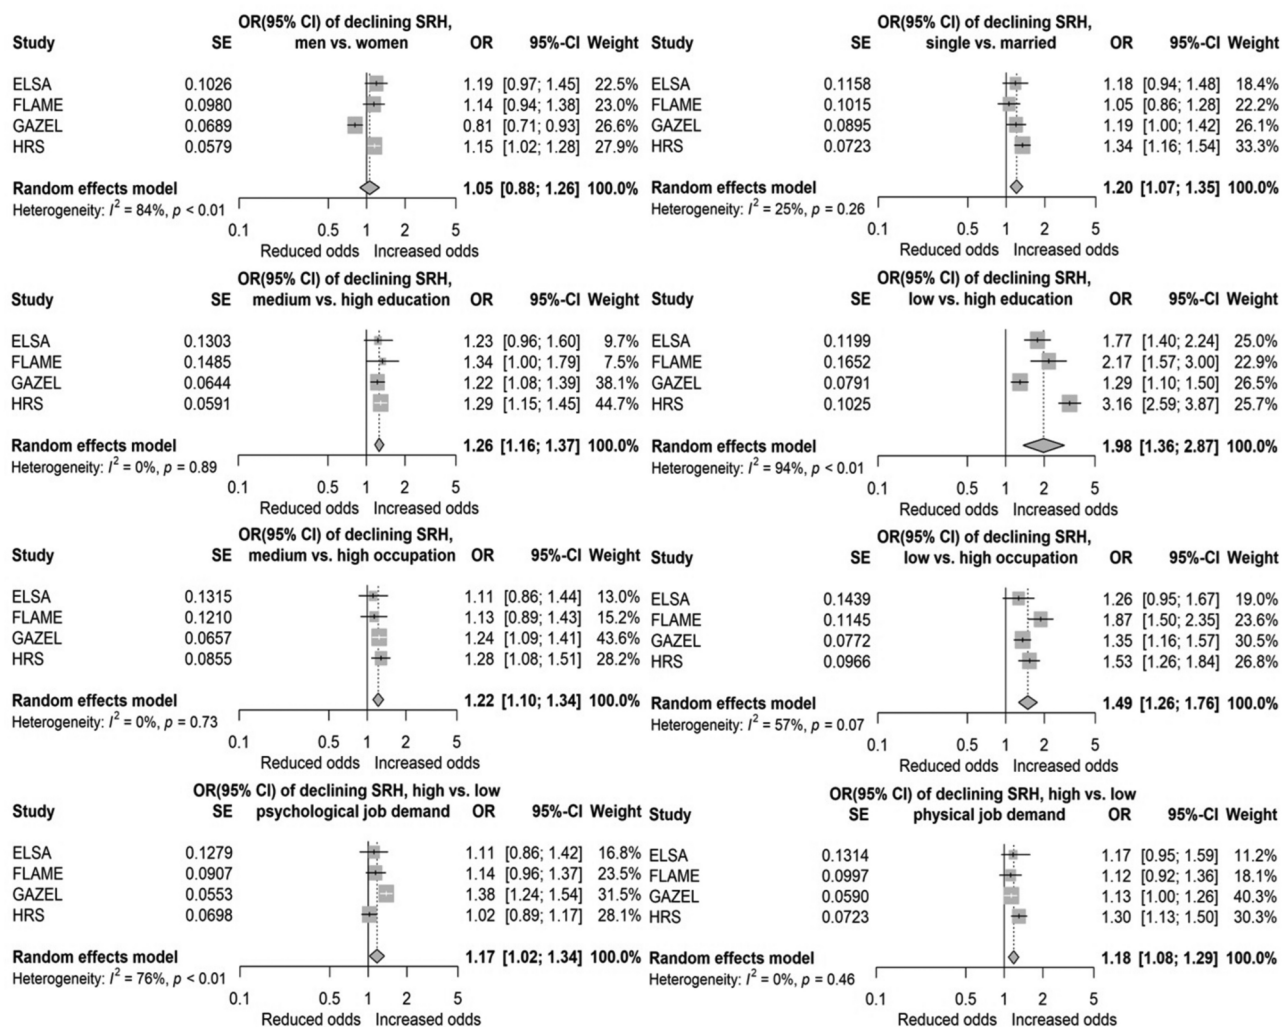 OR(95% CI) of declining SRH,
Study SE men vs. women OR 95%-CI Weight
ELSA 0.1026 1.19 [0.97; 1.45] 22.5%
FLAME 0.0980 1.14 [0.94; 1.38] 23.0%
GAZEL 0.0689 0.81 [0.71; 0.93] 26.6%
HRS 0.0579 1.15 [1.02; 1.28] 27.9%
Random effects model 1.05 [0.88; 1.26] 100.0%
Heterogeneity: I² = 84%, p < 0.01
0.1 0.5 1 2 5
Reduced odds Increased odds
OR(95% CI) of declining SRH,
Study SE single vs. married OR 95%-CI Weight
ELSA 0.1158 1.18 [0.94; 1.48] 18.4%
FLAME 0.1015 1.05 [0.86; 1.28] 22.2%
GAZEL 0.0895 1.19 [1.00; 1.42] 26.1%
HRS 0.0723 1.34 [1.16; 1.54] 33.3%
Random effects model 1.20 [1.07; 1.35] 100.0%
Heterogeneity: I² = 25%, p = 0.26
0.1 0.5 1 2 5
Reduced odds Increased odds
OR(95% CI) of declining SRH,
Study SE medium vs. high education OR 95%-CI Weight
ELSA 0.1303 1.23 [0.96; 1.60] 9.7%
FLAME 0.1485 1.34 [1.00; 1.79] 7.5%
GAZEL 0.0644 1.22 [1.08; 1.39] 38.1%
HRS 0.0591 1.29 [1.15; 1.45] 44.7%
Random effects model 1.26 [1.16; 1.37] 100.0%
Heterogeneity: I² = 0%, p = 0.89
0.1 0.5 1 2 5
Reduced odds Increased odds
OR(95% CI) of declining SRH,
Study SE low vs. high education OR 95%-CI Weight
ELSA 0.1199 1.77 [1.40; 2.24] 25.0%
FLAME 0.1652 2.17 [1.57; 3.00] 22.9%
GAZEL 0.0791 1.29 [1.10; 1.50] 26.5%
HRS 0.1025 3.16 [2.59; 3.87] 25.7%
Random effects model 1.98 [1.36; 2.87] 100.0%
Heterogeneity: I² = 94%, p < 0.01
0.1 0.5 1 2 5
Reduced odds Increased odds
OR(95% CI) of declining SRH,
Study SE medium vs. high occupation OR 95%-CI Weight
ELSA 0.1315 1.11 [0.86; 1.44] 13.0%
FLAME 0.1210 1.13 [0.89; 1.43] 15.2%
GAZEL 0.0657 1.24 [1.09; 1.41] 43.6%
HRS 0.0855 1.28 [1.08; 1.51] 28.2%
Random effects model 1.22 [1.10; 1.34] 100.0%
Heterogeneity: I² = 0%, p = 0.73
0.1 0.5 1 2 5
Reduced odds Increased odds
OR(95% CI) of declining SRH,
Study SE low vs. high occupation OR 95%-CI Weight
ELSA 0.1439 1.26 [0.95; 1.67] 19.0%
FLAME 0.1145 1.87 [1.50; 2.35] 23.6%
GAZEL 0.0772 1.35 [1.16; 1.57] 30.5%
HRS 0.0966 1.53 [1.26; 1.84] 26.8%
Random effects model 1.49 [1.26; 1.76] 100.0%
Heterogeneity: I² = 57%, p = 0.07
0.1 0.5 1 2 5
Reduced odds Increased odds
OR(95% CI) of declining SRH, high vs. low
Study SE psychological job demand OR 95%-CI Weight
ELSA 0.1279 1.11 [0.86; 1.42] 16.8%
FLAME 0.0907 1.14 [0.96; 1.37] 23.5%
GAZEL 0.0553 1.38 [1.24; 1.54] 31.5%
HRS 0.0698 1.02 [0.89; 1.17] 28.1%
Random effects model 1.17 [1.02; 1.34] 100.0%
Heterogeneity: I² = 76%, p < 0.01
0.1 0.5 1 2 5
Reduced odds Increased odds
OR(95% CI) of declining SRH, high vs. low
Study SE physical job demand OR 95%-CI Weight
ELSA 0.1314 1.17 [0.95; 1.59] 11.2%
FLAME 0.0997 1.12 [0.92; 1.36] 18.1%
GAZEL 0.0590 1.13 [1.00; 1.26] 40.3%
HRS 0.0723 1.30 [1.13; 1.50] 30.3%
Random effects model 1.18 [1.08; 1.29] 100.0%
Heterogeneity: I² = 0%, p = 0.46
0.1 0.5 1 2 5
Reduced odds Increased odds